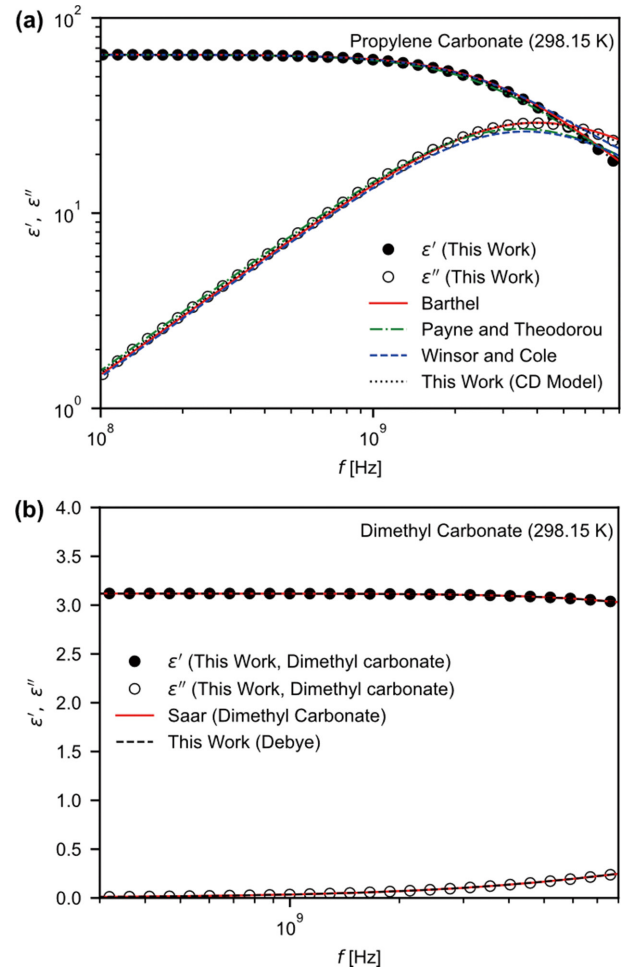 (a)
10²
Propylene Carbonate (298.15 K)
10¹
ε′, ε″
ε′ (This Work)
ε″ (This Work)
Barthel
Payne and Theodorou
Winsor and Cole
This Work (CD Model)
10⁰
10⁸
10⁹
f [Hz]
(b)
4.0
Dimethyl Carbonate (298.15 K)
3.5
3.0
2.5
ε′ (This Work, Dimethyl carbonate)
ε″ (This Work, Dimethyl carbonate)
2.0
ε′, ε″
Saar (Dimethyl Carbonate)
This Work (Debye)
1.5
1.0
0.5
0.0
10⁹
f [Hz]